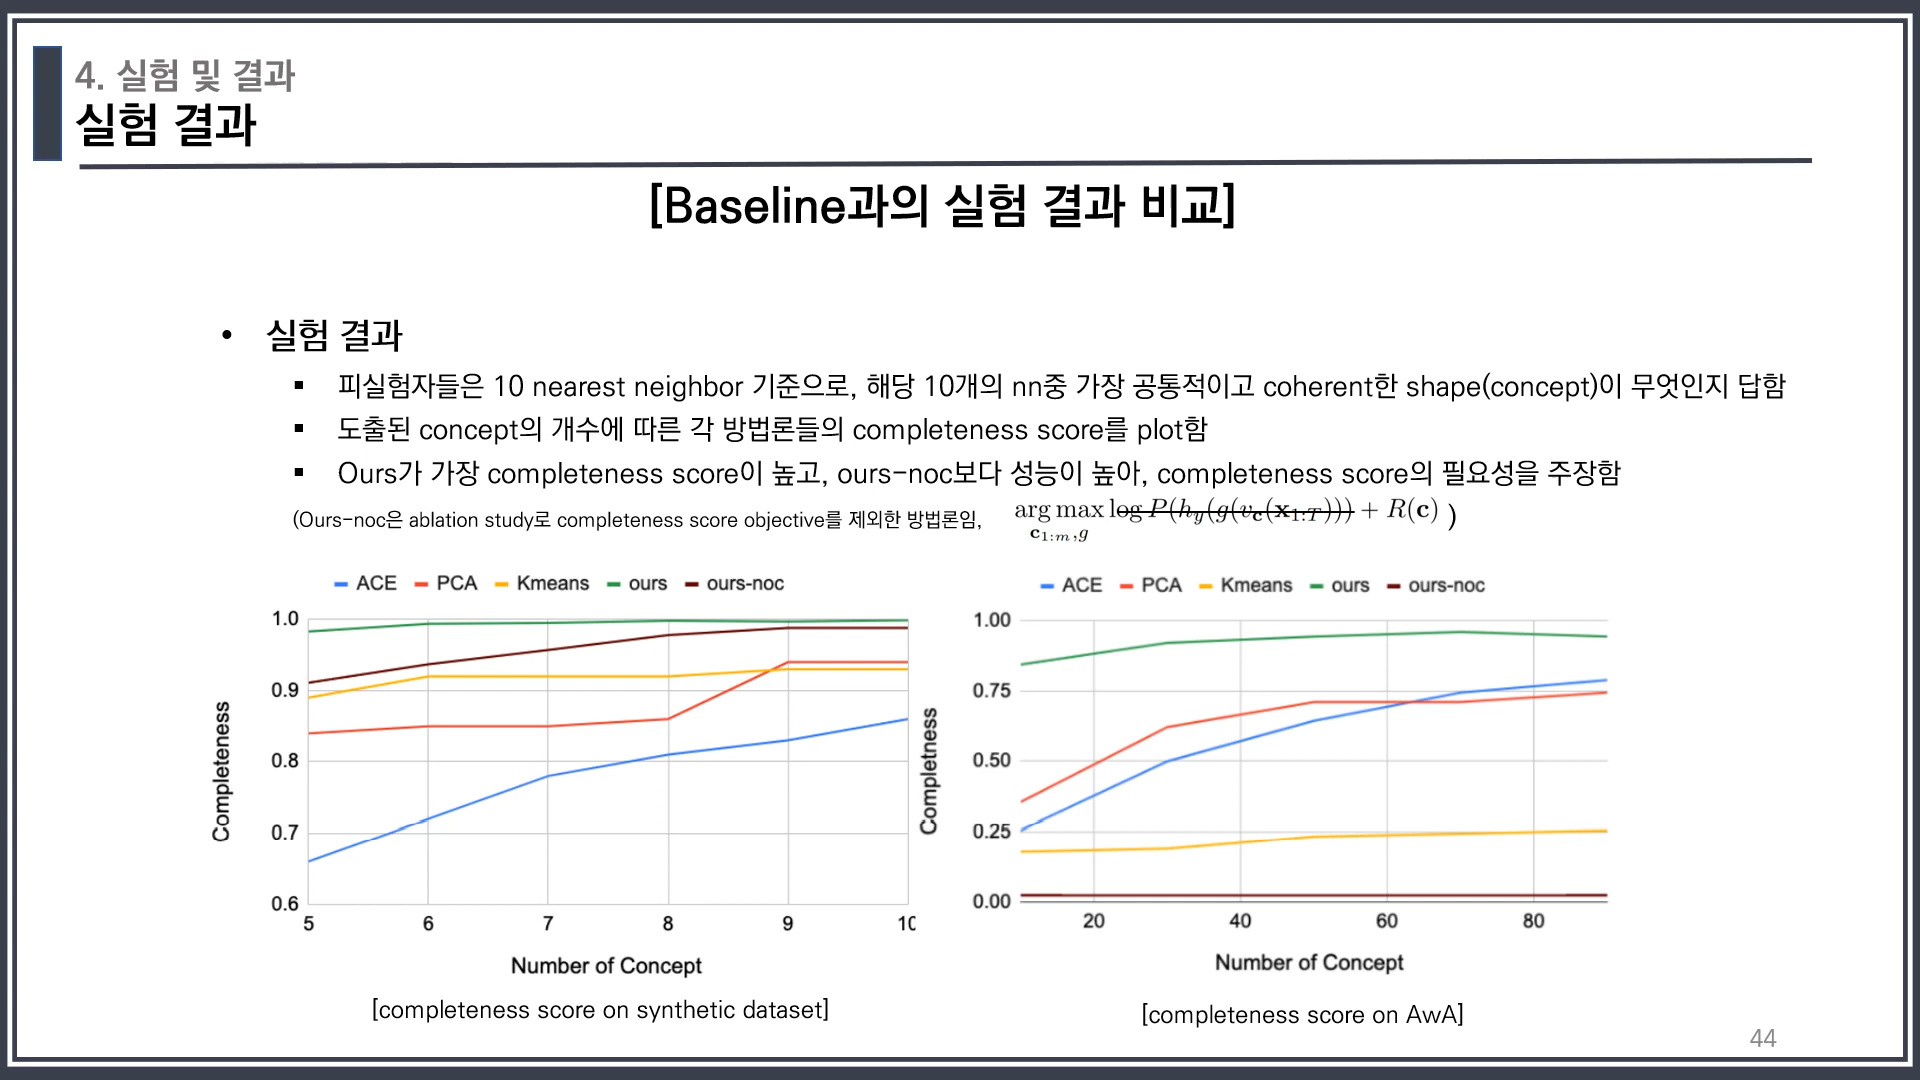 4. 실험 및 결과
실험 결과
[Baseline과의 실험 결과 비교]
• 실험 결과
▪ 피실험자들은 10 nearest neighbor 기준으로, 해당 10개의 nn중 가장 공통적이고 coherent한 shape(concept)이 무엇인지 답함
▪ 도출된 concept의 개수에 따른 각 방법론들의 completeness score를 plot함
▪ Ours가 가장 completeness score이 높고, ours-noc보다 성능이 높아, completeness score의 필요성을 주장함
(Ours-noc은 ablation study로 completeness score objective를 제외한 방법론임, arg max log P(h_y(g(v_c(x_{1:T})))) + R(c) )
c_{1:m},g
ACE PCA Kmeans ours ours-noc
Completeness
1.0
0.9
0.8
0.7
0.6
5 6 7 8 9 10
Number of Concept
[completeness score on synthetic dataset]
ACE PCA Kmeans ours ours-noc
Completness
1.00
0.75
0.50
0.25
0.00
20 40 60 80
Number of Concept
[completeness score on AwA]
44